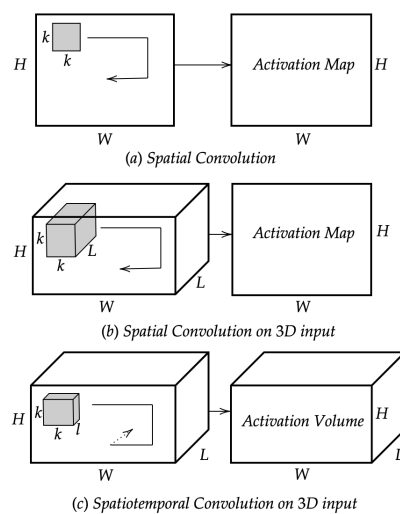 k
k
H
Activation Map
H
W
W
(a) Spatial Convolution
k
k
L
H
Activation Map
H
L
W
W
(b) Spatial Convolution on 3D input
k
k
l
H
Activation Volume
H
L
L
W
W
(c) Spatiotemporal Convolution on 3D input